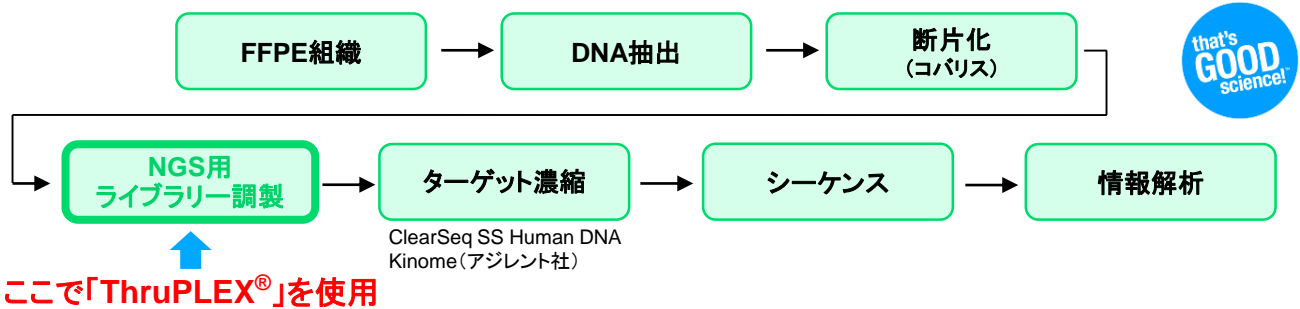 FFPE組織
DNA抽出
断片化
(コバリス)
that's
GOOD
science!™
NGS用
ライブラリー調製
ターゲット濃縮
シーケンス
情報解析
ClearSeq SS Human DNA
Kinome(アジレント社)
ここで「ThruPLEX®」を使用